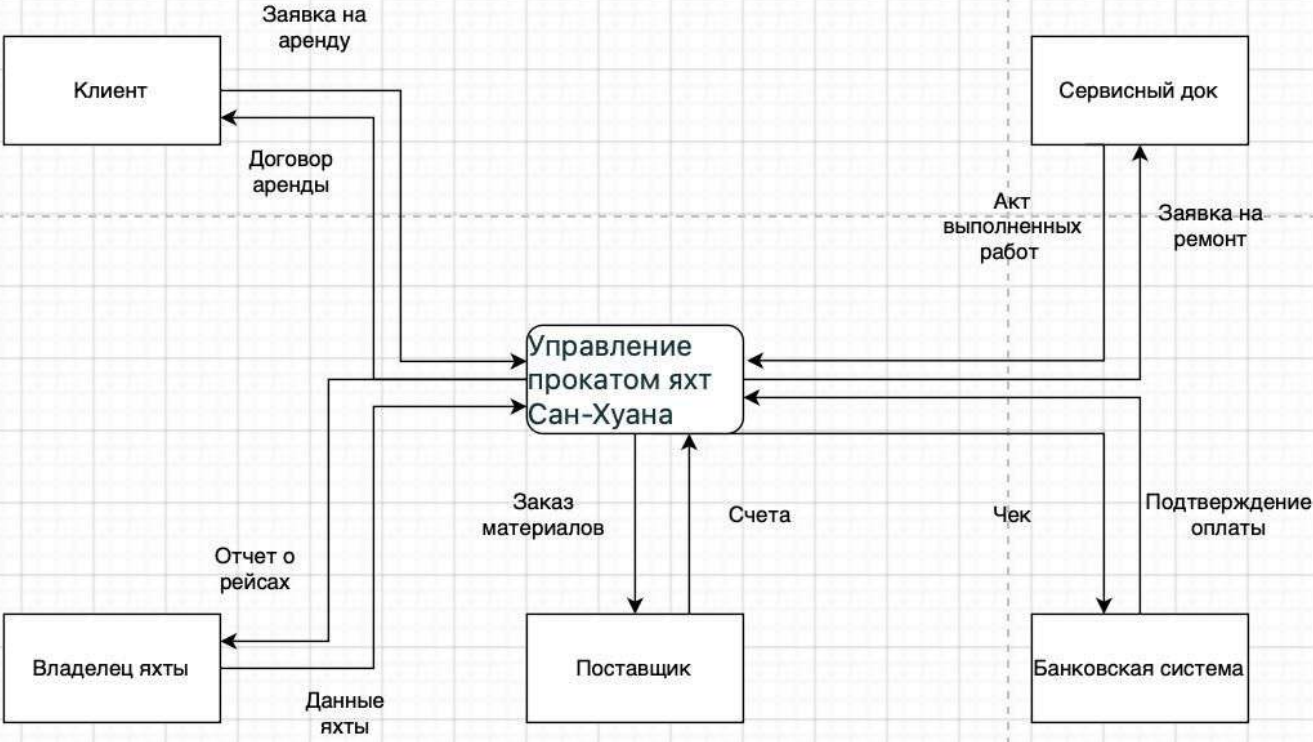 Заявка на
аренду
Клиент
Сервисный док
Договор
аренды
Акт
выполненных
работ
Заявка на
ремонт
Управление
прокатом яхт
Сан-Хуана
Заказ
материалов
Счета
Чек
Подтверждение
оплаты
Отчет о
рейсах
Владелец яхты
Поставщик
Банковская система
Данные
яхты